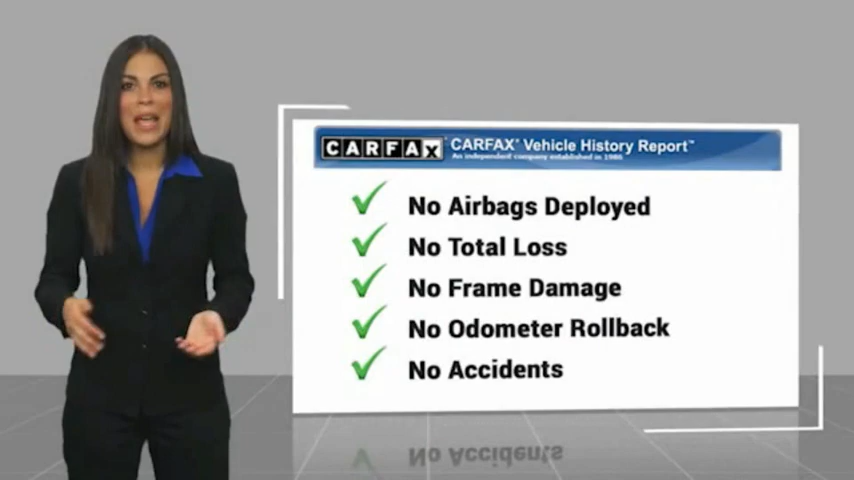 CARFAX CARFAX® Vehicle History Report™
An independent company established in 1986
No Airbags Deployed
No Total Loss
No Frame Damage
No Odometer Rollback
No Accidents
No Accidents